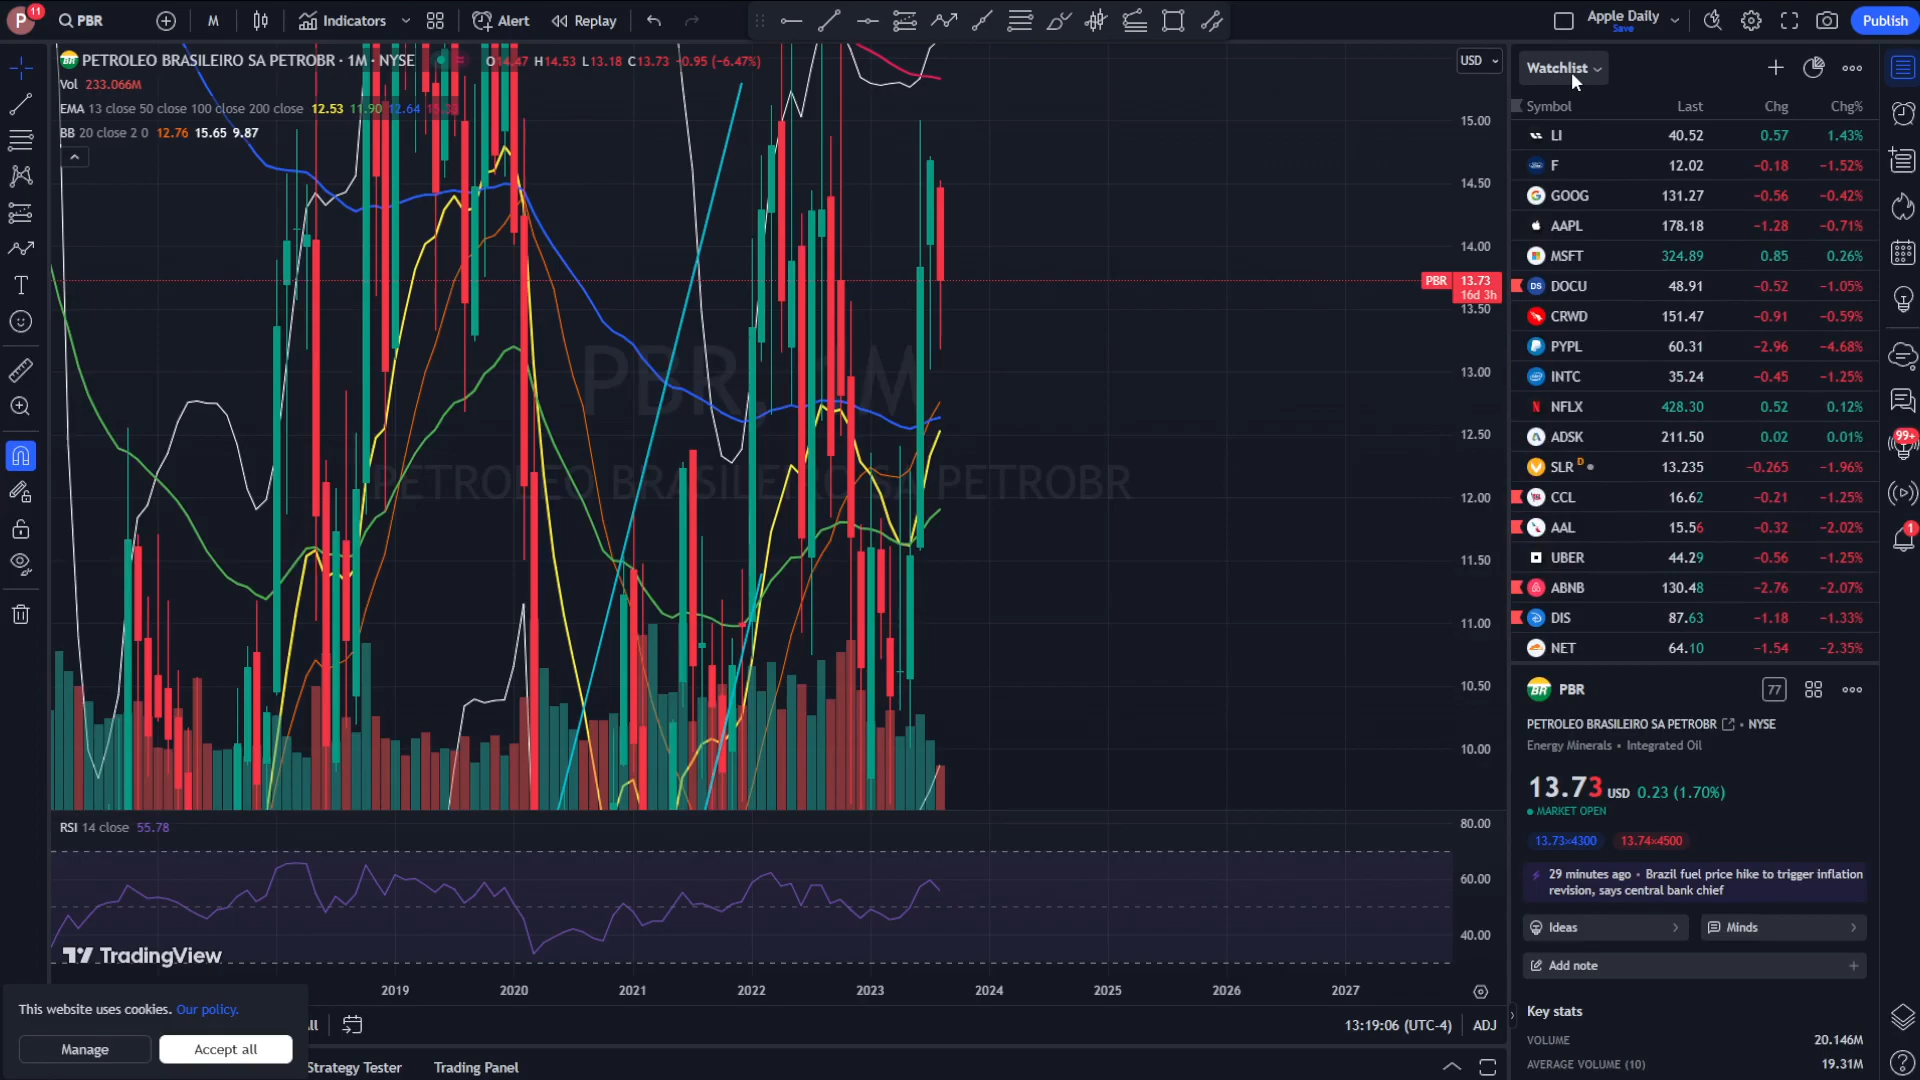 P 11 PBR M Indicators Alert Replay Apple Daily Save Publish
PETROLEO BRASILEIRO SA PETROBR · 1M · NYSE O14.47 H14.53 L13.18 C13.73 −0.95 (−6.47%)
Vol 233.066M
EMA 13 close 50 close 100 close 200 close 12.53 11.90 12.64
BB 20 close 2 0 12.76 15.65 9.87
USD
15.00
14.50
14.00
PBR 13.73
16d 3h
13.50
13.00
12.50
12.00
11.50
11.00
10.50
10.00
PBR, 1M
PETROLEO BRASILEIRO SA PETROBR
RSI 14 close 55.78
80.00
60.00
40.00
TradingView
2019 2020 2021 2022 2023 2024 2025 2026 2027
This website uses cookies. Our policy.
Manage Accept all
13:19:06 (UTC-4) ADJ
Strategy Tester Trading Panel
Watchlist
Symbol Last Chg Chg%
LI 40.52 0.57 1.43%
F 12.02 −0.18 −1.52%
GOOG 131.27 −0.56 −0.42%
AAPL 178.18 −1.28 −0.71%
MSFT 324.89 0.85 0.26%
DS DOCU 48.91 −0.52 −1.05%
CRWD 151.47 −0.91 −0.59%
PYPL 60.31 −2.96 −4.68%
INTC 35.24 −0.45 −1.25%
NFLX 428.30 0.52 0.12%
ADSK 211.50 0.02 0.01%
SLR D 13.235 −0.265 −1.96%
CCL 16.62 −0.21 −1.25%
AAL 15.56 −0.32 −2.02%
UBER 44.29 −0.56 −1.25%
ABNB 130.48 −2.76 −2.07%
DIS 87.63 −1.18 −1.33%
NET 64.10 −1.54 −2.35%
BR PBR 77
PETROLEO BRASILEIRO SA PETROBR • NYSE
Energy Minerals • Integrated Oil
13.73 USD 0.23 (1.70%)
MARKET OPEN
13.73×4300 13.74×4500
29 minutes ago • Brazil fuel price hike to trigger inflation
revision, says central bank chief
Ideas Minds
Add note
Key stats
VOLUME 20.146M
AVERAGE VOLUME (10) 19.31M
99+
1